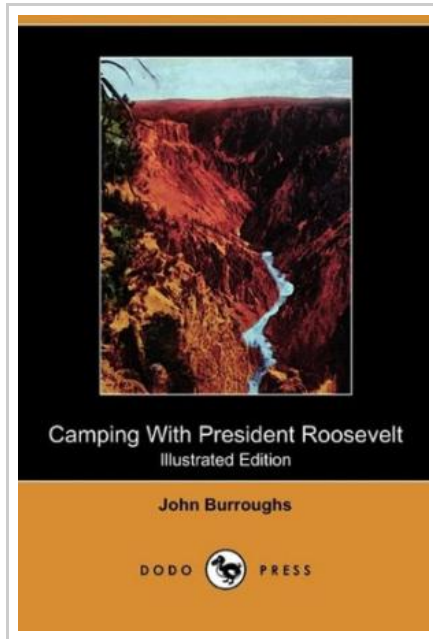 Camping With President Roosevelt
Illustrated Edition
John Burroughs
DODO PRESS